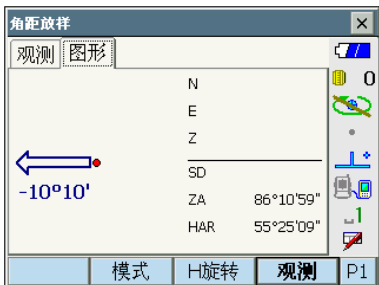 角距放样
观测 图形
N
E
Z
SD
ZA 86°10'59"
HAR 55°25'09"
-10°10'
0
1
模式 H旋转 观测 P1